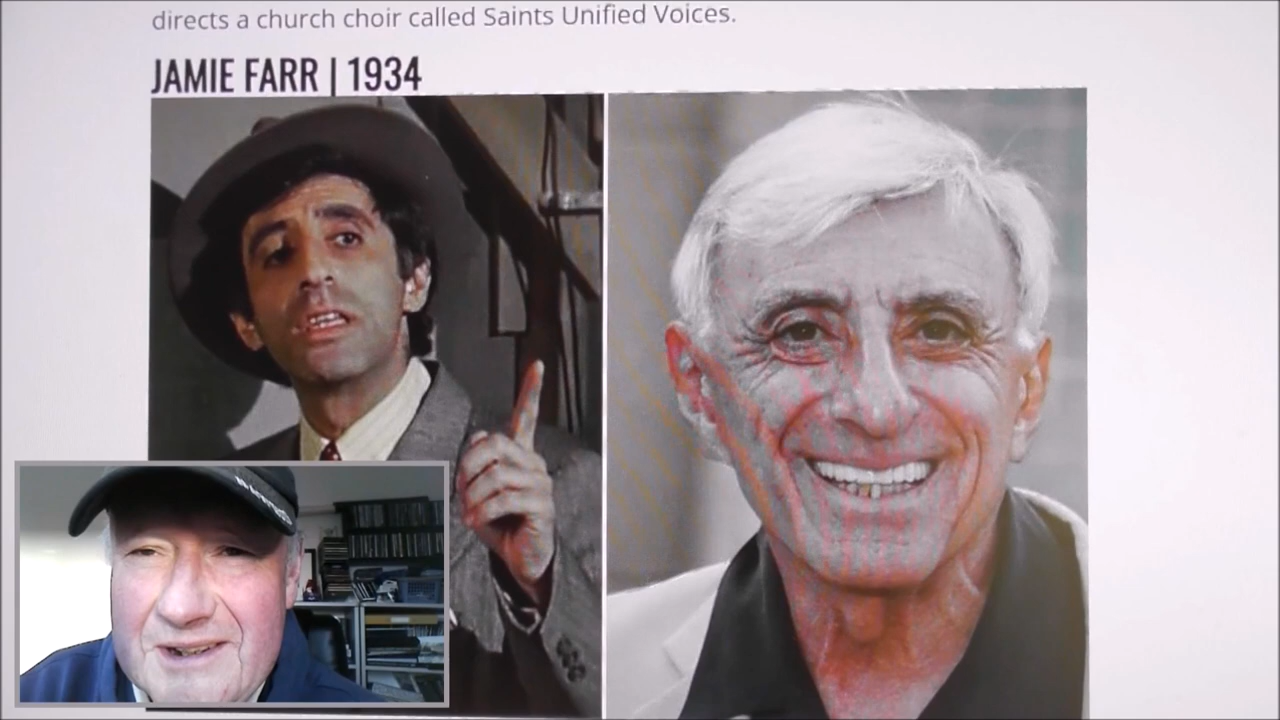 directs a church choir called Saints Unified Voices.
JAMIE FARR | 1934